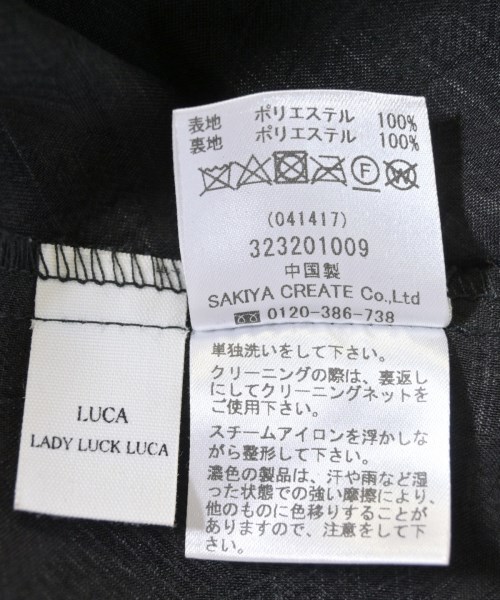 表地 ポリエステル 100%
裏地 ポリエステル 100%
F W
(041417)
323201009
中国製
SAKIYA CREATE Co.,Ltd
0120-386-738
LUCA
LADY LUCK LUCA
単独洗いをして下さい。
クリーニングの際は、裏返し
にしてクリーニングネットを
ご使用下さい。
スチームアイロンを浮かしな
がら整形して下さい。
濃色の製品は、汗や雨など湿
った状態での強い摩擦により、
他のものに色移りすることが
ありますので、注意をして下
さい。